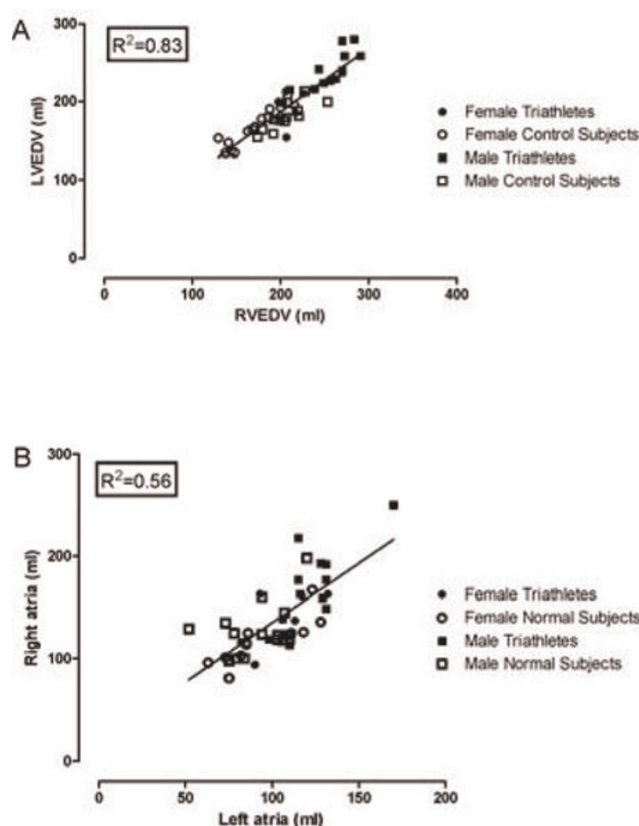 A
R²=0.83
300
200
100
0
LVEDV (ml)
0 100 200 300 400
RVEDV (ml)
Female Triathletes
Female Control Subjects
Male Triathletes
Male Control Subjects
B
R²=0.56
300
200
100
0
Right atria (ml)
0 50 100 150 200
Left atria (ml)
Female Triathletes
Female Normal Subjects
Male Triathletes
Male Normal Subjects